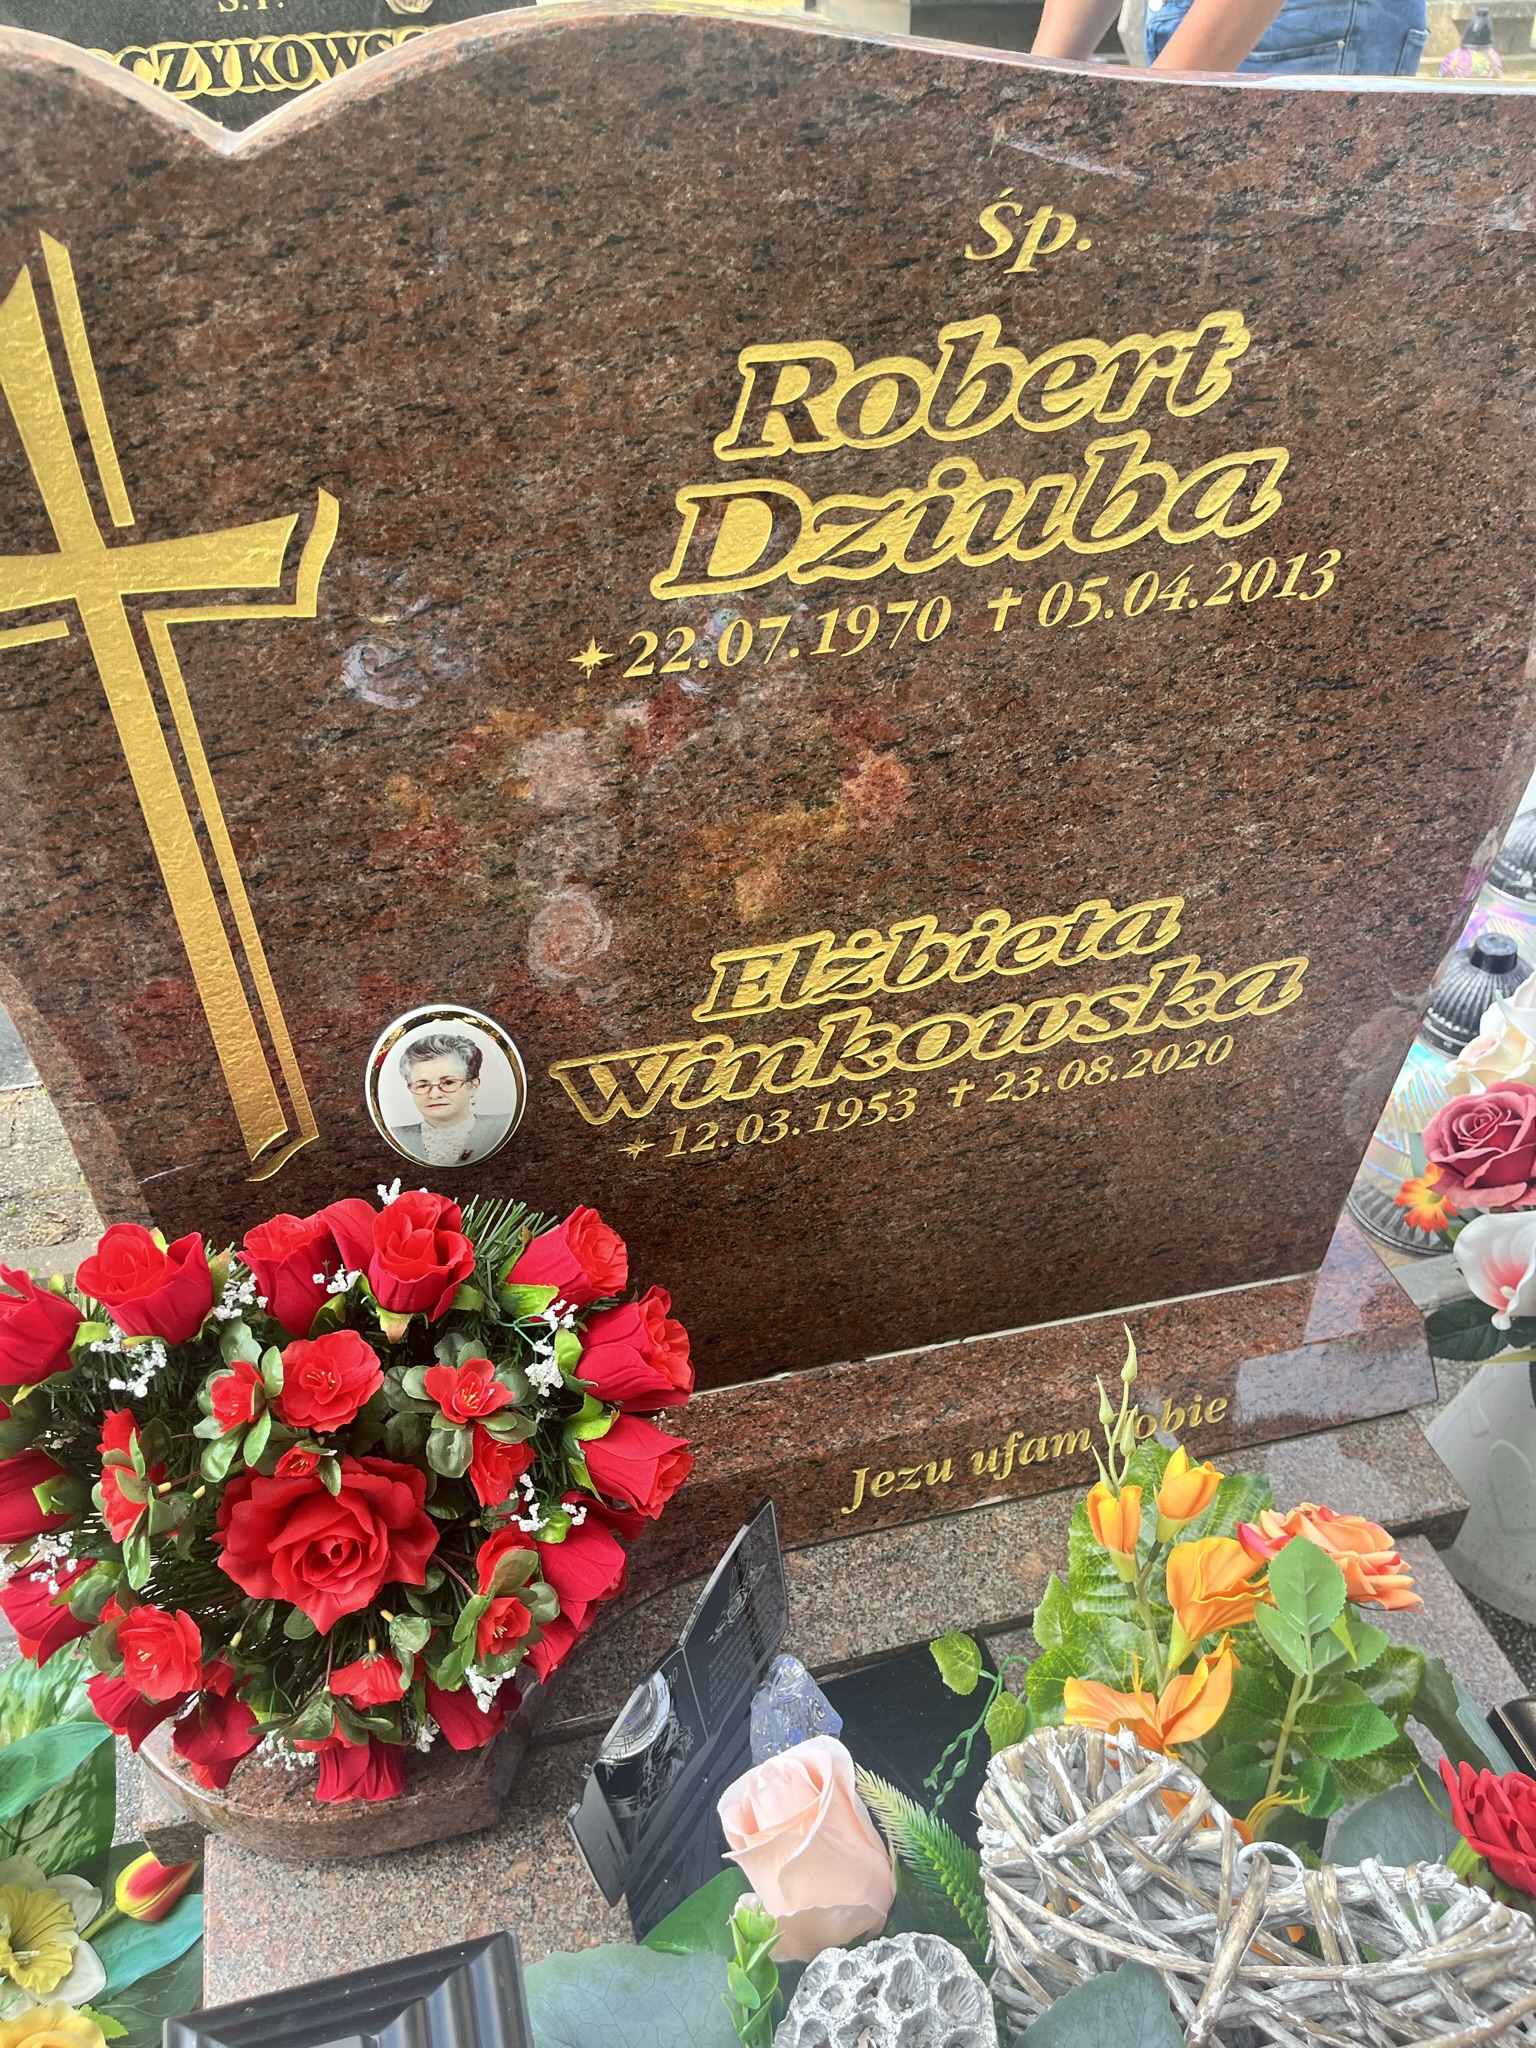 Ś.P.
CZYKOWS
Śp.
Robert
Dziuba
22.07.1970 05.04.2013
Elżbieta
Winkowska
12.03.1953 23.08.2020
Jezu ufam Tobie